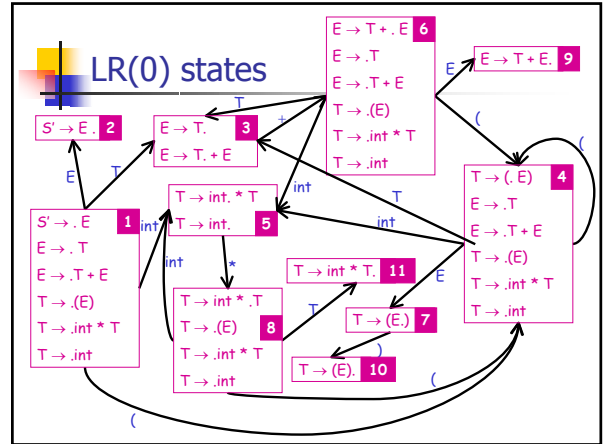 LR(0) states
E → T + . E 6
E → .T
E → .T + E
T → .(E)
T → .int * T
T → .int
E
E → T + E. 9
T
+
(
(
S' → E . 2
E → T. 3
E → T. + E
E
T
int
T → int. * T
T → int. 5
int
int
T
T → (. E) 4
E → .T
E → .T + E
T → .(E)
T → .int * T
T → .int
S' → . E 1
E → . T
E → .T + E
T → .(E)
T → .int * T
T → .int
int
*
T → int * .T
T → .(E) 8
T → .int * T
T → .int
T
T → int * T. 11
E
T → (E.) 7
)
T → (E). 10
(
(